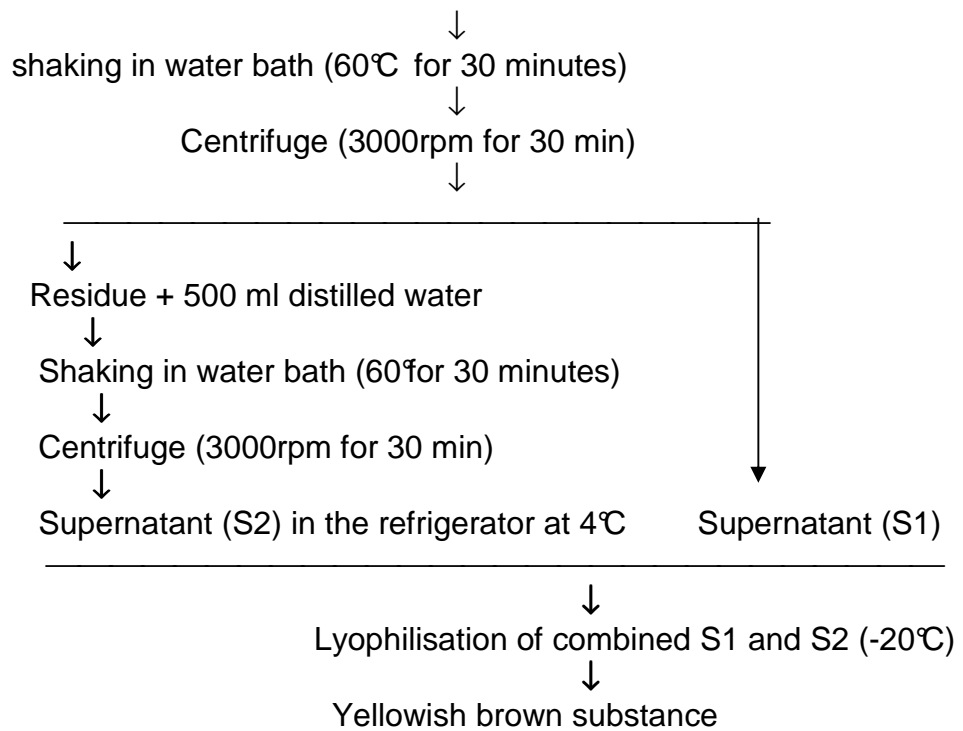 shaking in water bath (60℃ for 30 minutes)
Centrifuge (3000rpm for 30 min)
Residue + 500 ml distilled water
Shaking in water bath (60°for 30 minutes)
Centrifuge (3000rpm for 30 min)
Supernatant (S2) in the refrigerator at 4℃ Supernatant (S1)
Lyophilisation of combined S1 and S2 (-20℃)
Yellowish brown substance